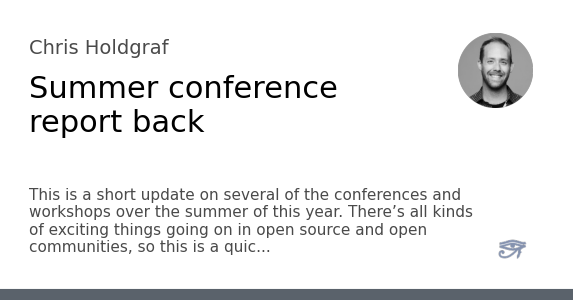 Chris Holdgraf
Summer conference
report back
This is a short update on several of the conferences and
workshops over the summer of this year. There’s all kinds
of exciting things going on in open source and open
communities, so this is a quic...